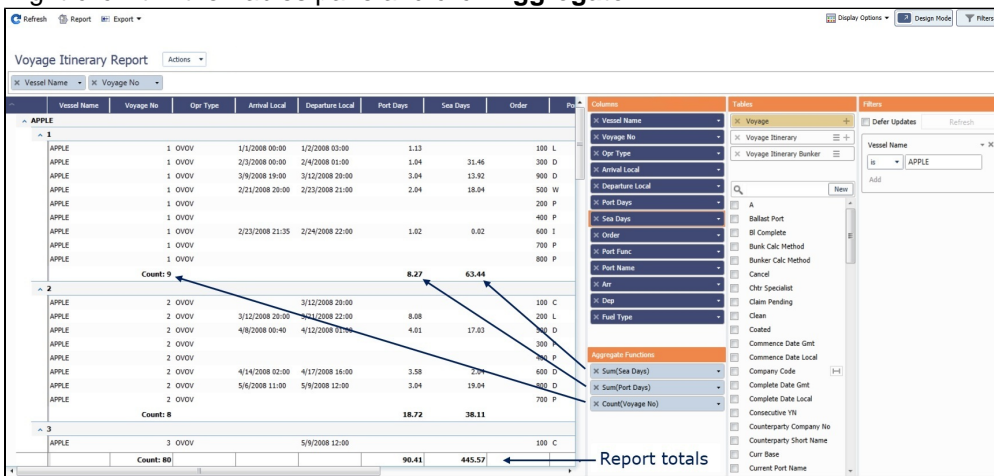 Refresh Report Export Display Options Design Mode Filters
Voyage Itinerary Report Actions
Vessel Name Voyage No
Vessel Name Voyage No Opr Type Arrival Local Departure Local Port Days Sea Days Order Po
APPLE
1
APPLE 1 OVOV 1/1/2008 00:00 1/2/2008 03:00 1.13 100 L
APPLE 1 OVOV 2/3/2008 00:00 2/4/2008 01:00 1.04 31.46 300 D
APPLE 1 OVOV 3/9/2008 19:00 3/12/2008 20:00 3.04 13.92 900 D
APPLE 1 OVOV 2/21/2008 20:00 2/23/2008 21:00 2.04 18.04 500 W
APPLE 1 OVOV 200 P
APPLE 1 OVOV 400 P
APPLE 1 OVOV 2/23/2008 21:35 2/24/2008 22:00 1.02 0.02 600 I
APPLE 1 OVOV 700 P
APPLE 1 OVOV 800 P
Count: 9 8.27 63.44
2
APPLE 2 OVOV 3/12/2008 20:00 100 C
APPLE 2 OVOV 3/12/2008 20:00 3/21/2008 22:00 8.08 200 L
APPLE 2 OVOV 4/8/2008 00:40 4/12/2008 01:00 4.01 17.03 500 D
APPLE 2 OVOV 300 P
APPLE 2 OVOV 400 P
APPLE 2 OVOV 4/14/2008 02:00 4/17/2008 16:00 3.58 2.04 600 D
APPLE 2 OVOV 5/6/2008 11:00 5/9/2008 12:00 3.04 19.04 800 D
APPLE 2 OVOV 700 P
Count: 8 18.72 38.11
3
APPLE 3 OVOV 5/9/2008 12:00 100 C
Count: 80 90.41 445.57
Report totals
Columns
Vessel Name
Voyage No
Opr Type
Arrival Local
Departure Local
Port Days
Sea Days
Order
Port Func
Port Name
Arr
Dep
Fuel Type
Aggregate Functions
Sum(Sea Days)
Sum(Port Days)
Count(Voyage No)
Tables
Voyage
Voyage Itinerary
Voyage Itinerary Bunker
New
A
Ballast Port
Bl Complete
Bunk Calc Method
Bunker Calc Method
Cancel
Chtr Specialist
Claim Pending
Clean
Coated
Commence Date Gmt
Commence Date Local
Company Code
Complete Date Gmt
Complete Date Local
Consecutive YN
Counterparty Company No
Counterparty Short Name
Curr Base
Current Port Name
Filters
Defer Updates Refresh
Vessel Name
is APPLE
Add